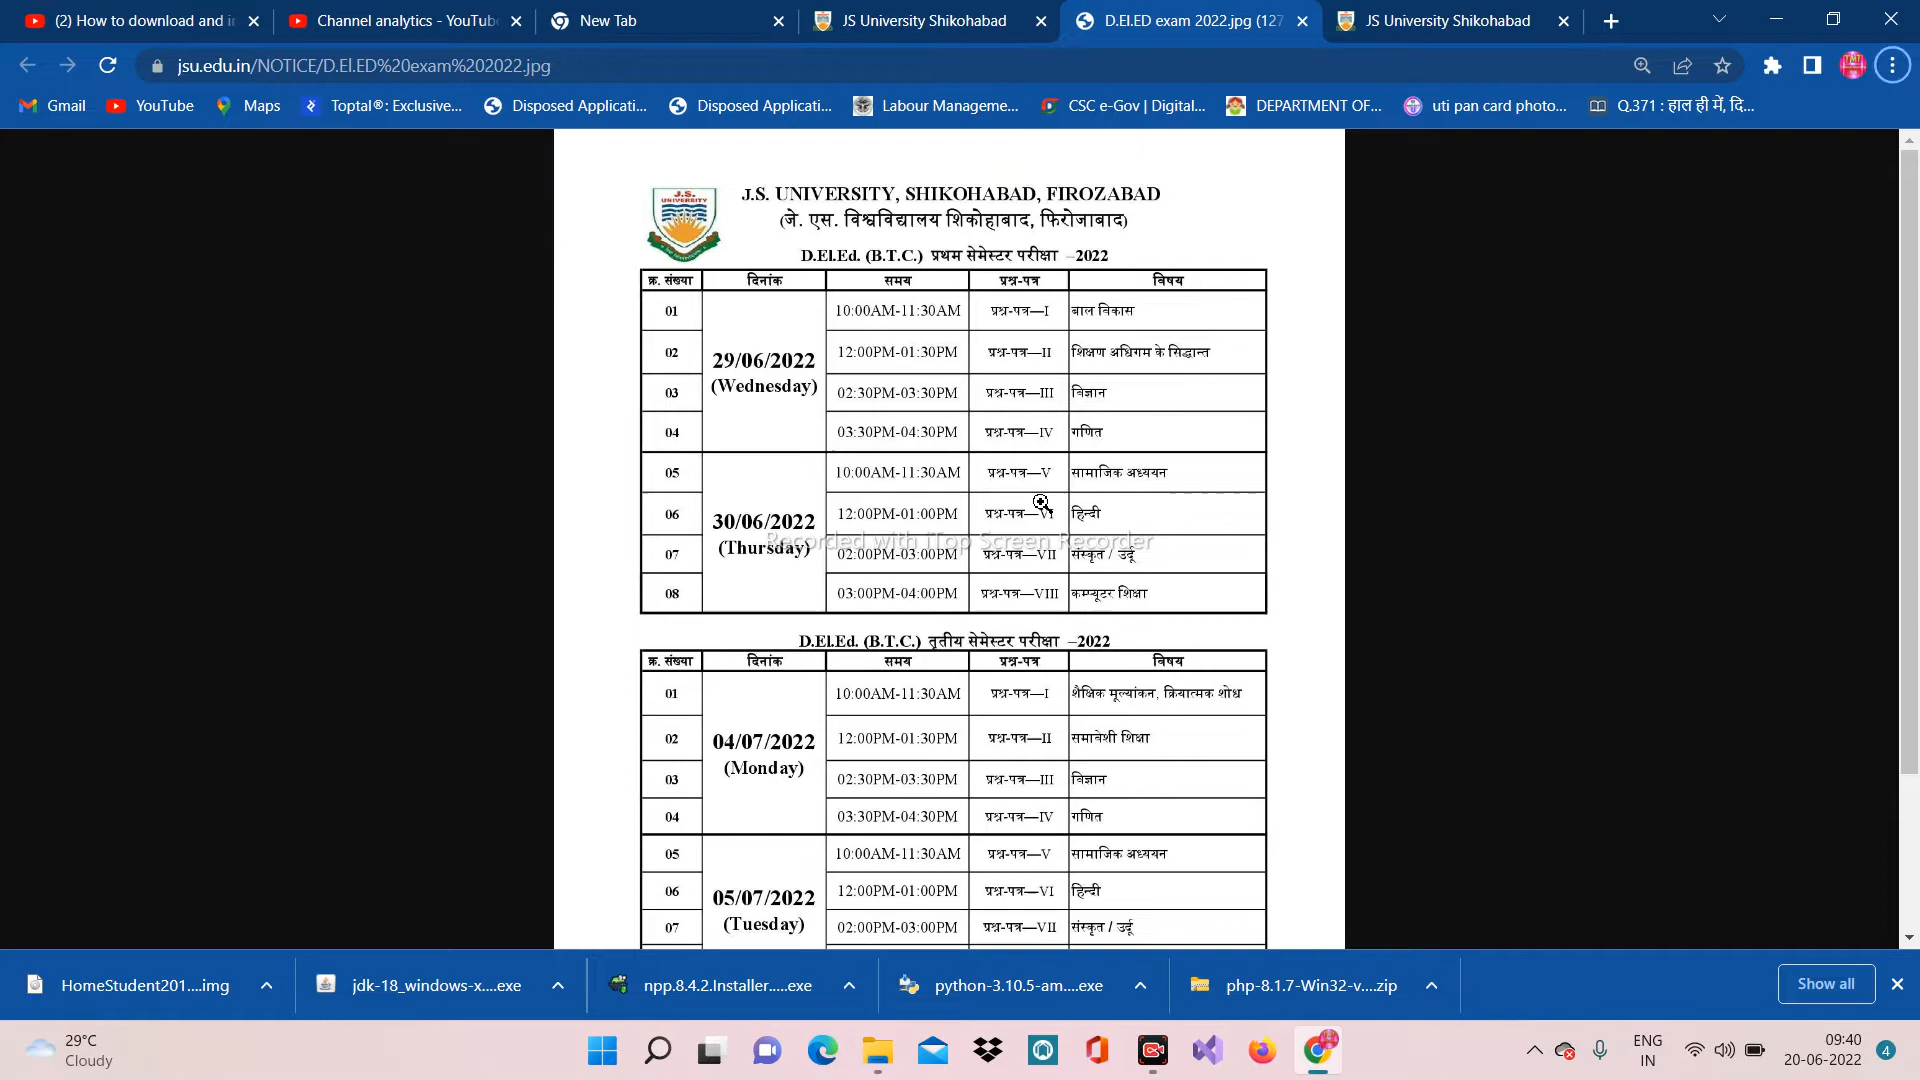 (2) How to download and i
Channel analytics - YouTube
New Tab
JS University Shikohabad
D.El.ED exam 2022.jpg (127
JS University Shikohabad
jsu.edu.in/NOTICE/D.El.ED%20exam%202022.jpg
Gmail YouTube Maps Toptal®: Exclusive... Disposed Applicati... Disposed Applicati... Labour Manageme... CSC e-Gov | Digital... DEPARTMENT OF... uti pan card photo... Q.371 : हाल ही में, दि...
J.S. UNIVERSITY
J.S. UNIVERSITY, SHIKOHABAD, FIROZABAD
(जे. एस. विश्वविद्यालय शिकोहाबाद, फिरोजाबाद)
D.El.Ed. (B.T.C.) प्रथम सेमेस्टर परीक्षा –2022
क्र. संख्या दिनांक समय प्रश्न-पत्र विषय
01 10:00AM-11:30AM प्रश्न-पत्र—I बाल विकास
02 12:00PM-01:30PM प्रश्न-पत्र—II शिक्षण अधिगम के सिद्धान्त
29/06/2022
(Wednesday)
03 02:30PM-03:30PM प्रश्न-पत्र—III विज्ञान
04 03:30PM-04:30PM प्रश्न-पत्र—IV गणित
05 10:00AM-11:30AM प्रश्न-पत्र—V सामाजिक अध्ययन
06 12:00PM-01:00PM प्रश्न-पत्र—VI हिन्दी
30/06/2022
(Thursday)
Recorded with iTop Screen Recorder
07 02:00PM-03:00PM प्रश्न-पत्र—VII संस्कृत / उर्दू
08 03:00PM-04:00PM प्रश्न-पत्र—VIII कम्प्यूटर शिक्षा
D.El.Ed. (B.T.C.) तृतीय सेमेस्टर परीक्षा –2022
क्र. संख्या दिनांक समय प्रश्न-पत्र विषय
01 10:00AM-11:30AM प्रश्न-पत्र—I शैक्षिक मूल्यांकन, क्रियात्मक शोध
02 12:00PM-01:30PM प्रश्न-पत्र—II समावेशी शिक्षा
04/07/2022
(Monday)
03 02:30PM-03:30PM प्रश्न-पत्र—III विज्ञान
04 03:30PM-04:30PM प्रश्न-पत्र—IV गणित
05 10:00AM-11:30AM प्रश्न-पत्र—V सामाजिक अध्ययन
06 12:00PM-01:00PM प्रश्न-पत्र—VI हिन्दी
05/07/2022
(Tuesday)
07 02:00PM-03:00PM प्रश्न-पत्र—VII संस्कृत / उर्दू
HomeStudent201....img jdk-18_windows-x....exe npp.8.4.2.Installer.....exe python-3.10.5-am....exe php-8.1.7-Win32-v....zip Show all
29°C
Cloudy
ENG
IN
09:40
20-06-2022
4